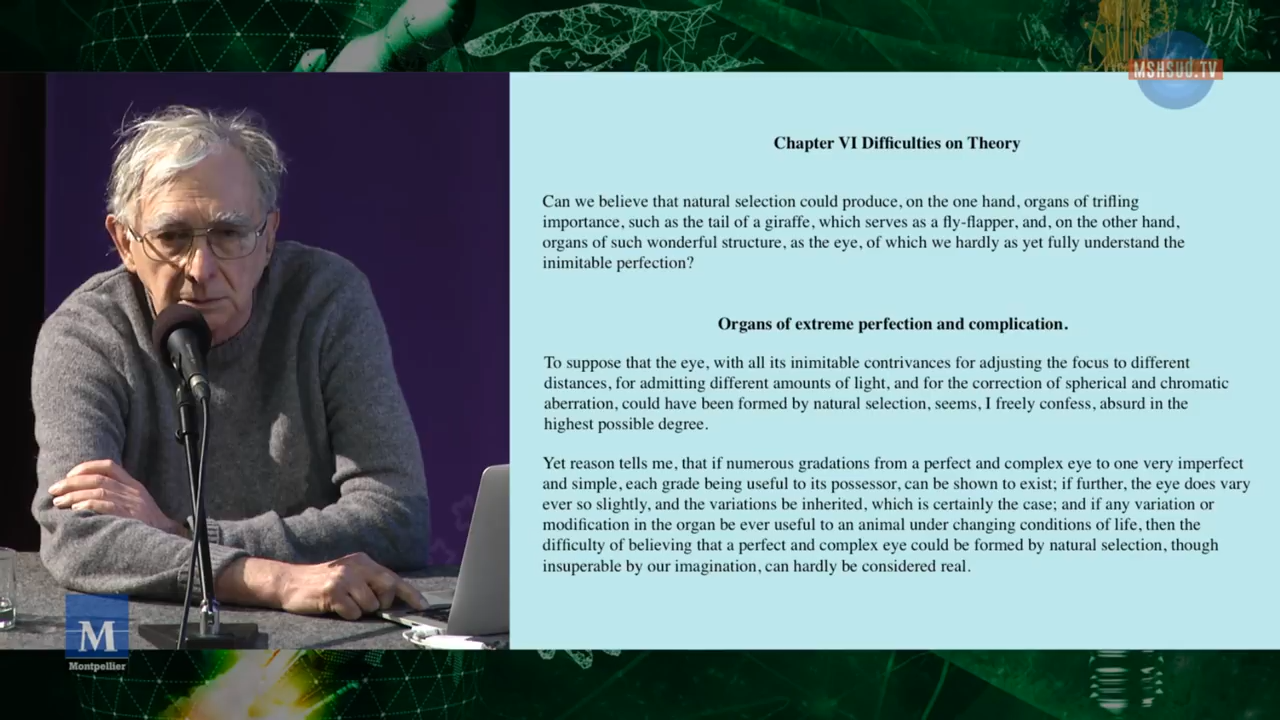 MSHSUD.TV
Chapter VI Difficulties on Theory
Can we believe that natural selection could produce, on the one hand, organs of trifling
importance, such as the tail of a giraffe, which serves as a fly-flapper, and, on the other hand,
organs of such wonderful structure, as the eye, of which we hardly as yet fully understand the
inimitable perfection?
Organs of extreme perfection and complication.
To suppose that the eye, with all its inimitable contrivances for adjusting the focus to different
distances, for admitting different amounts of light, and for the correction of spherical and chromatic
aberration, could have been formed by natural selection, seems, I freely confess, absurd in the
highest possible degree.
Yet reason tells me, that if numerous gradations from a perfect and complex eye to one very imperfect
and simple, each grade being useful to its possessor, can be shown to exist; if further, the eye does vary
ever so slightly, and the variations be inherited, which is certainly the case; and if any variation or
modification in the organ be ever useful to an animal under changing conditions of life, then the
difficulty of believing that a perfect and complex eye could be formed by natural selection, though
insuperable by our imagination, can hardly be considered real.
M
Montpellier